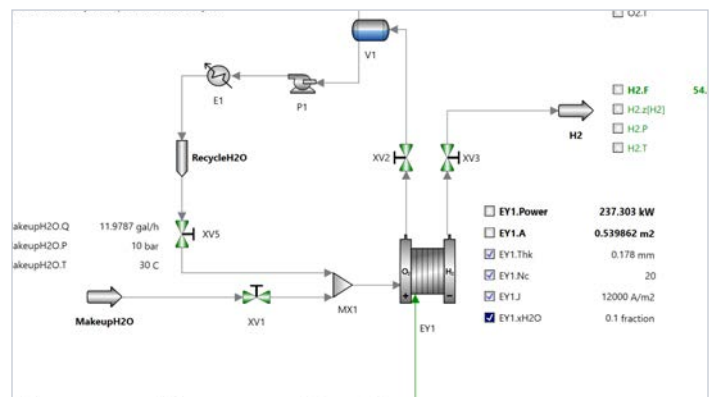 O2.T
V1
E1
P1
H2.F 54.
H2.z[H2]
H2.P
H2.T
H2
RecycleH2O
XV2
XV3
akeupH2O.Q 11.9787 gal/h
akeupH2O.P 10 bar
akeupH2O.T 30 C
XV5
EY1.Power 237.303 kW
EY1.A 0.539862 m2
EY1.Thk 0.178 mm
EY1.Nc 20
EY1.J 12000 A/m2
EY1.xH2O 0.1 fraction
O₂ H₂
+ −
MakeupH2O
XV1
MX1
EY1